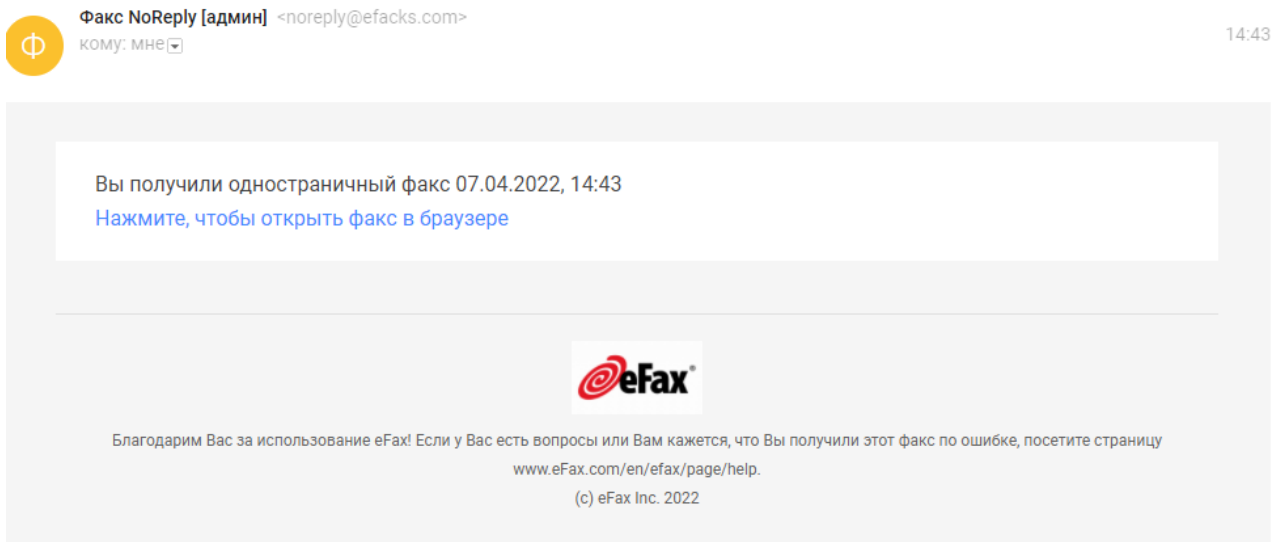 Факс NoReply [админ] <noreply@efacks.com>
кому: мне
14:43
Ф
Вы получили одностраничный факс 07.04.2022, 14:43
Нажмите, чтобы открыть факс в браузере
eFax®
Благодарим Вас за использование eFax! Если у Вас есть вопросы или Вам кажется, что Вы получили этот факс по ошибке, посетите страницу
www.eFax.com/en/efax/page/help.
(c) eFax Inc. 2022